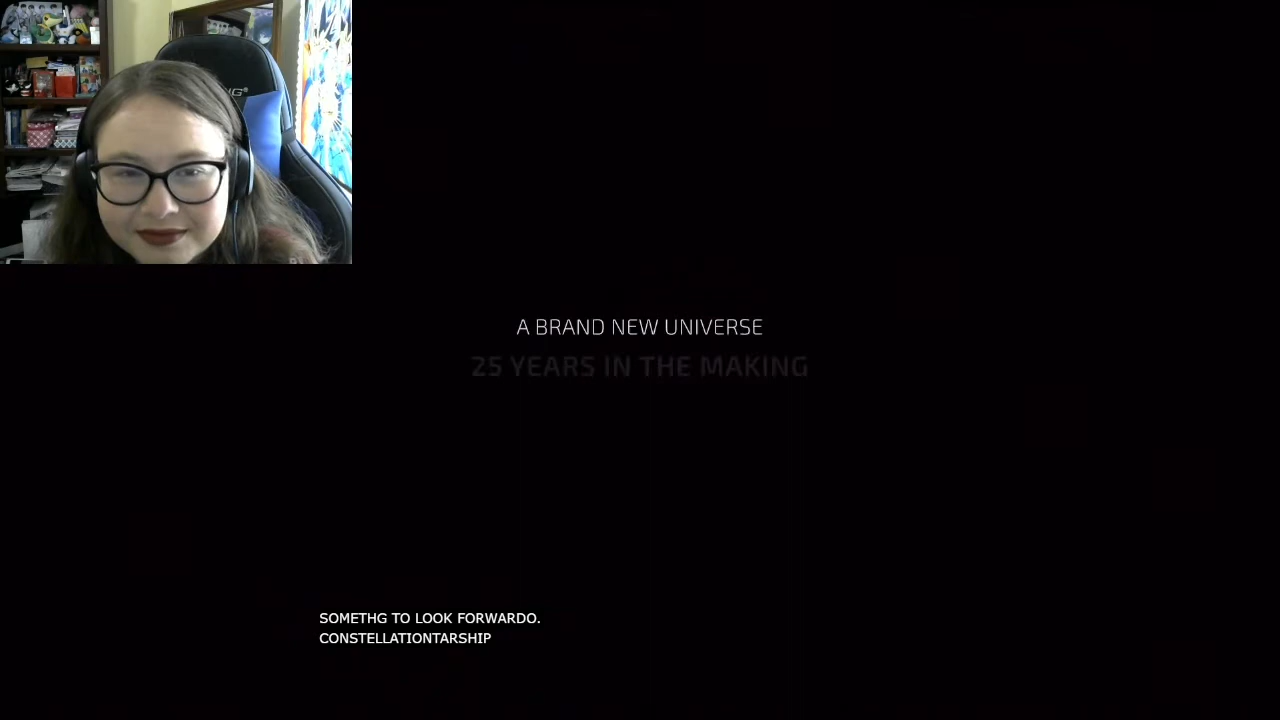 A BRAND NEW UNIVERSE
25 YEARS IN THE MAKING
SOMETHG TO LOOK FORWARDO.
CONSTELLATIONTARSHIP